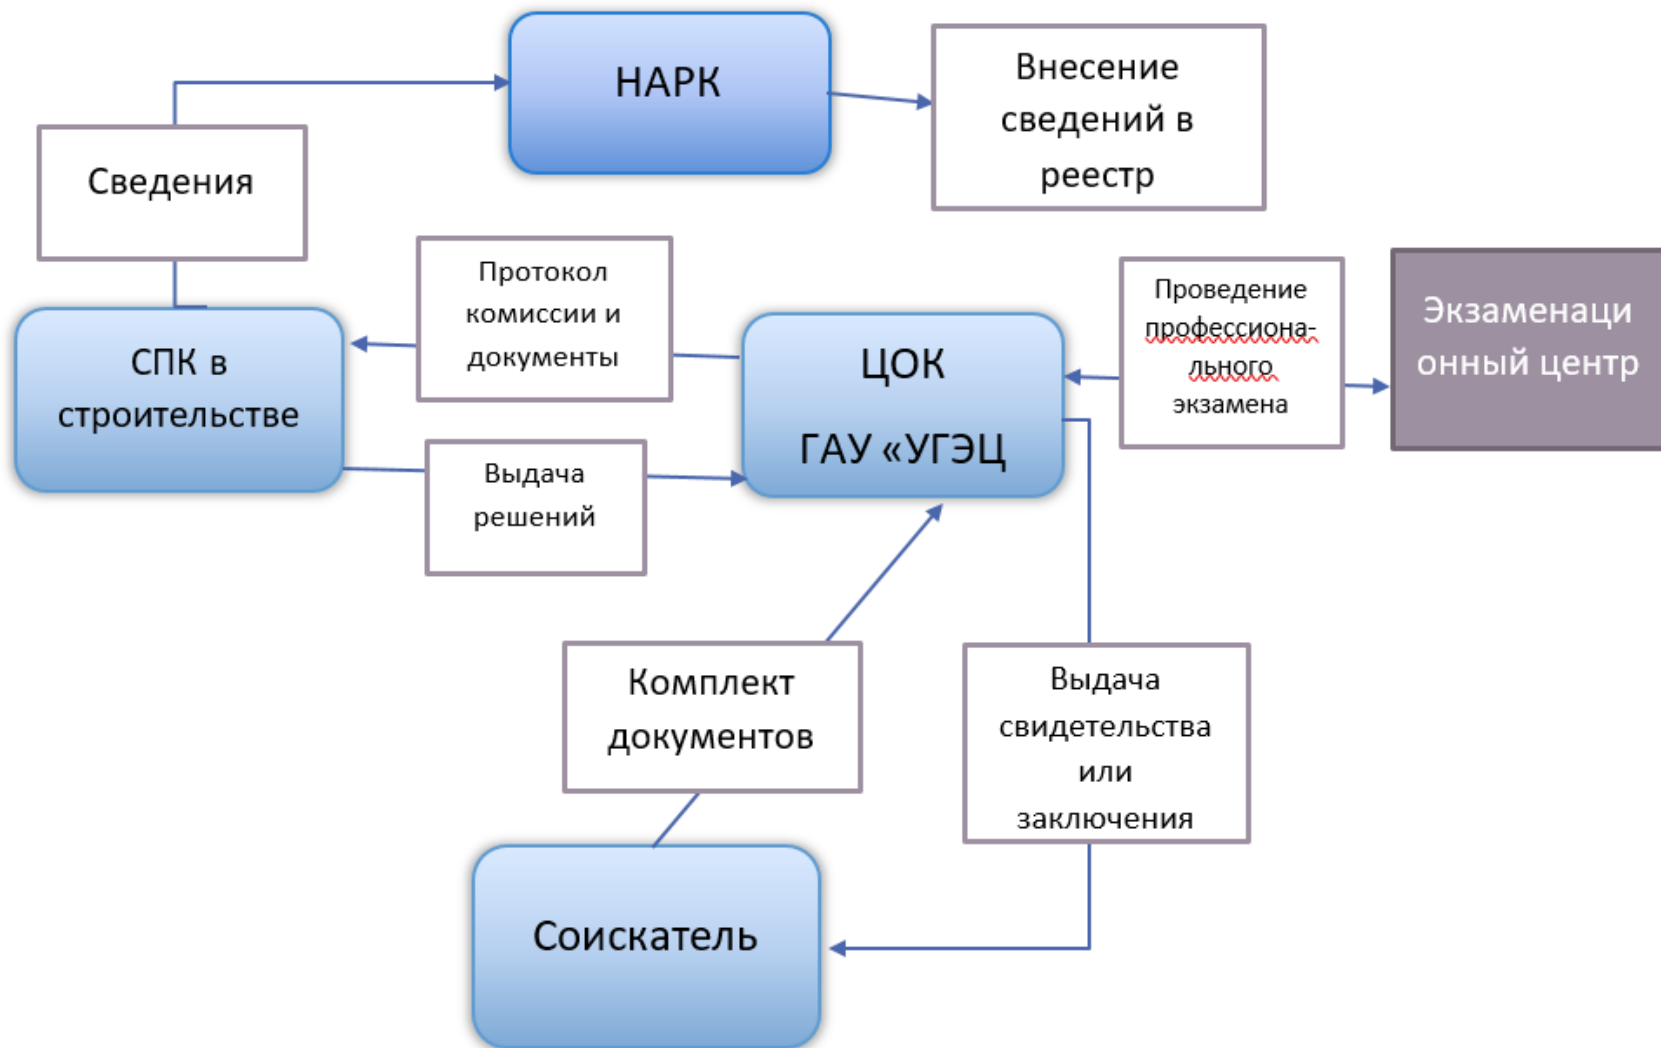 НАРК
Внесение
сведений в
реестр
Сведения
Протокол
комиссии и
документы
Проведение
профессиона-
льного
экзамена
Экзаменаци
онный центр
СПК в
строительстве
ЦОК
ГАУ «УГЭЦ
Выдача
решений
Комплект
документов
Выдача
свидетельства
или
заключения
Соискатель